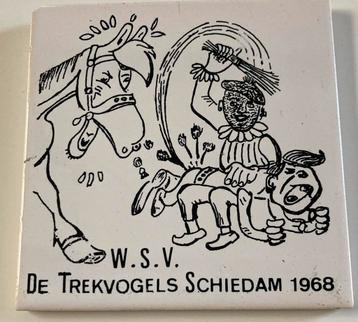 W.S.V.
DE TREKVOGELS SCHIEDAM 1968